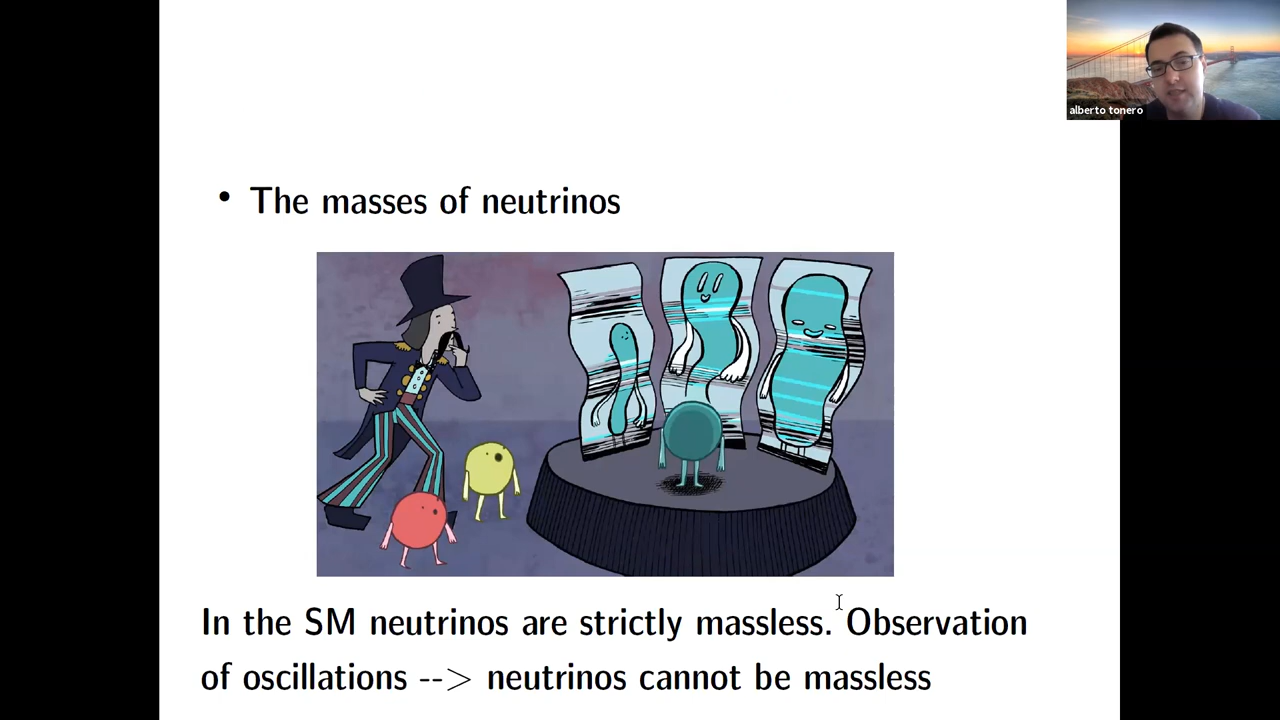 alberto tonero
• The masses of neutrinos
In the SM neutrinos are strictly massless. Observation
of oscillations --> neutrinos cannot be massless